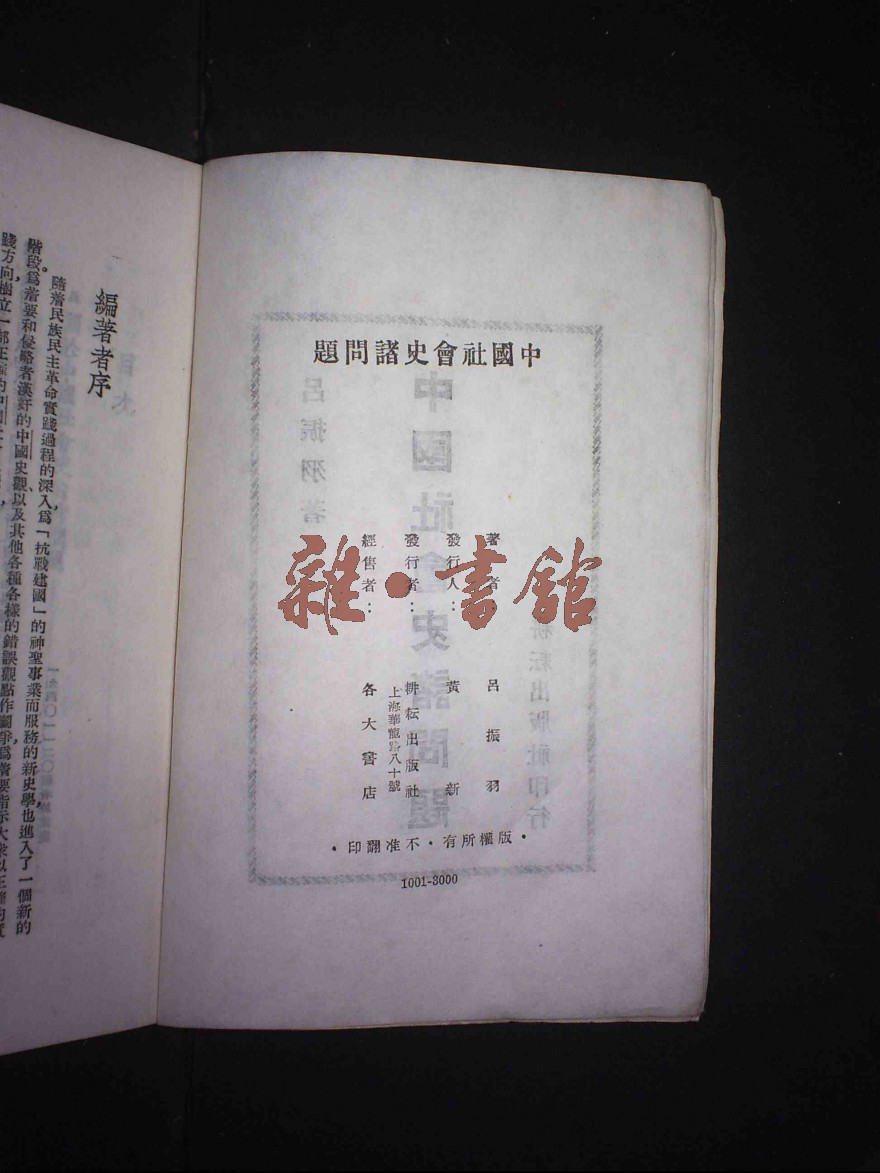 中國社會史諸問題
著者
呂振羽
發行人：
黃新
發行者：
耕耘出版社
上海華龍路八十號
經售者：
各大書店
・版權所有・不准翻印・
1001-3000
雜・書館
編著者序
隨着民族民主革命實踐過程的深入，爲「抗戰建國」的神聖事業而服務的新史學，也進入了一個新的
階段。爲着要和侵略者漢奸的中國史觀、以及其他各種各樣的錯誤觀點作鬭爭，爲着要指示大衆以正確的實
踐方向，樹立一部正確的中國